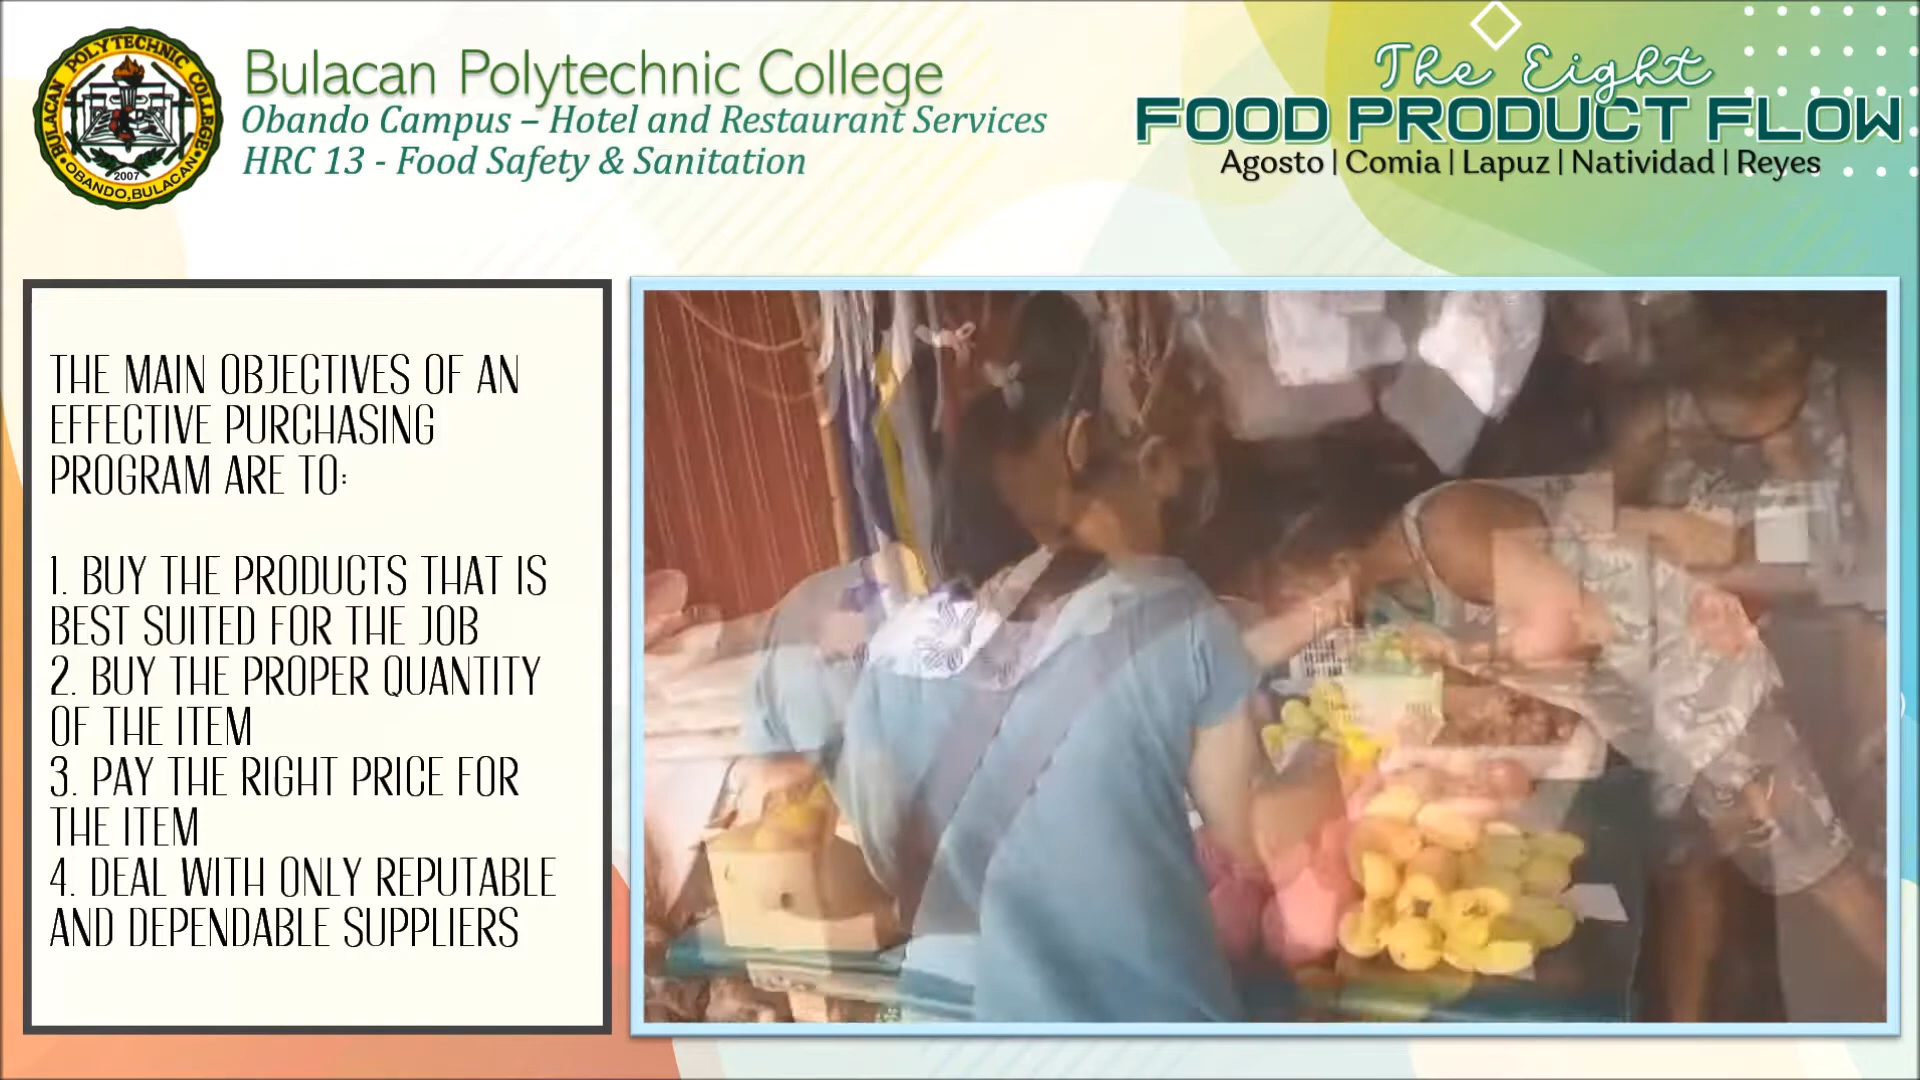 BULACAN POLYTECHNIC COLLEGE
2007
OBANDO, BULACAN
Bulacan Polytechnic College
Obando Campus – Hotel and Restaurant Services
HRC 13 - Food Safety & Sanitation
The Eight
FOOD PRODUCT FLOW
Agosto | Comia | Lapuz | Natividad | Reyes
THE MAIN OBJECTIVES OF AN
EFFECTIVE PURCHASING
PROGRAM ARE TO:
1. BUY THE PRODUCTS THAT IS
BEST SUITED FOR THE JOB
2. BUY THE PROPER QUANTITY
OF THE ITEM
3. PAY THE RIGHT PRICE FOR
THE ITEM
4. DEAL WITH ONLY REPUTABLE
AND DEPENDABLE SUPPLIERS